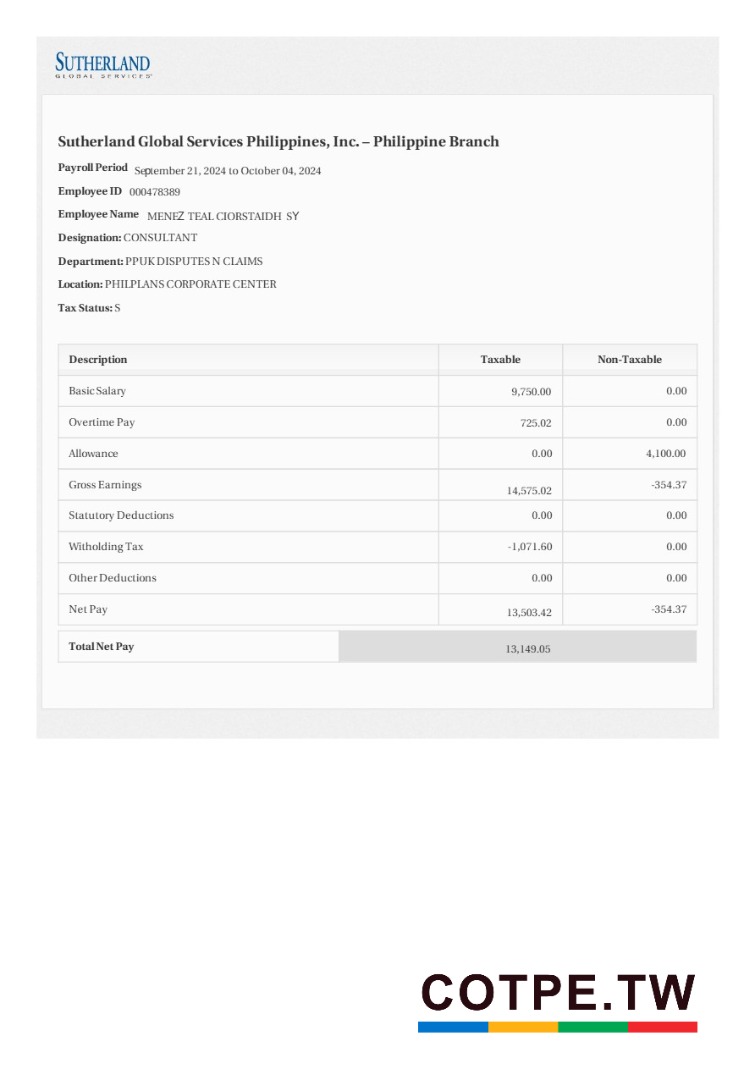 SUTHERLAND
GLOBAL SERVICES
Sutherland Global Services Philippines, Inc. – Philippine Branch
Payroll Period September 21, 2024 to October 04, 2024
Employee ID 000478389
Employee Name MENEZ TEAL CIORSTAIDH SY
Designation: CONSULTANT
Department: PPUK DISPUTES N CLAIMS
Location: PHILPLANS CORPORATE CENTER
Tax Status: S
Description Taxable Non-Taxable
Basic Salary 9,750.00 0.00
Overtime Pay 725.02 0.00
Allowance 0.00 4,100.00
Gross Earnings 14,575.02 -354.37
Statutory Deductions 0.00 0.00
Witholding Tax -1,071.60 0.00
Other Deductions 0.00 0.00
Net Pay 13,503.42 -354.37
Total Net Pay 13,149.05
COTPE.TW